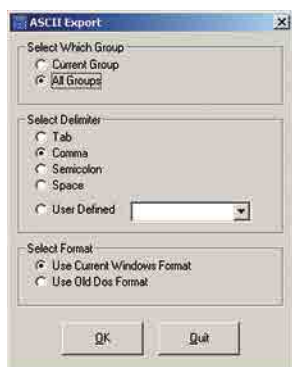 ASCII Export
Select Which Group
Current Group
All Groups
Select Delimiter
Tab
Comma
Semicolon
Space
User Defined
Select Format
Use Current Windows Format
Use Old Dos Format
OK Quit